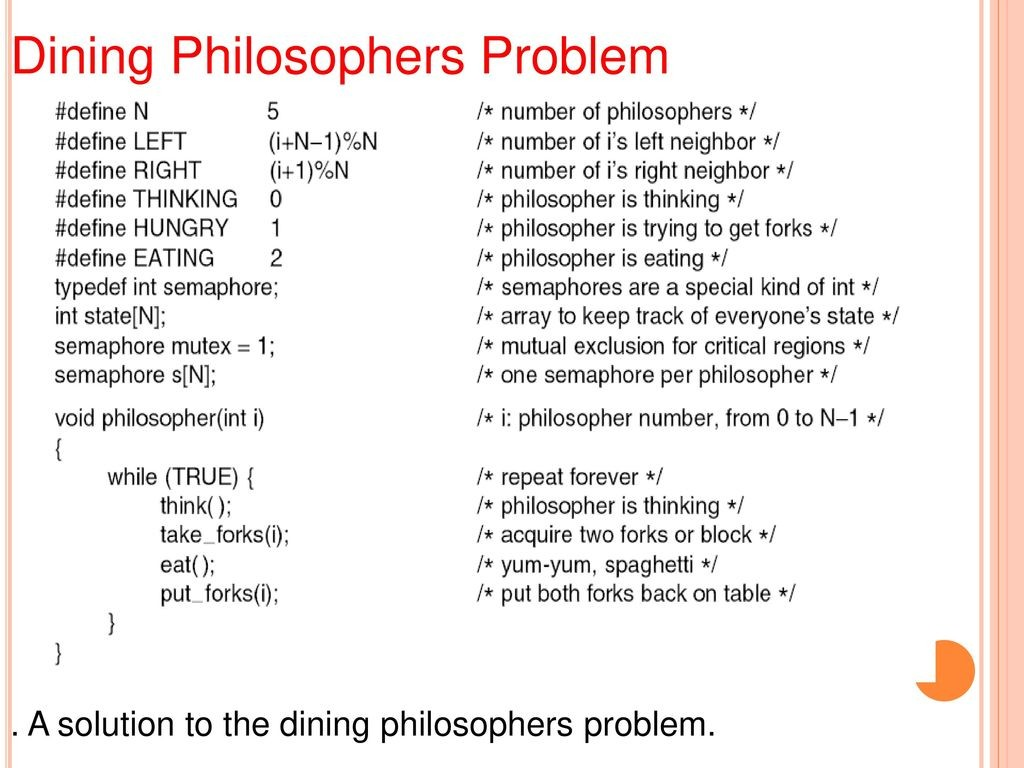 Dining Philosophers Problem
#define N 5 /* number of philosophers */
#define LEFT (i+N−1)%N /* number of i's left neighbor */
#define RIGHT (i+1)%N /* number of i's right neighbor */
#define THINKING 0 /* philosopher is thinking */
#define HUNGRY 1 /* philosopher is trying to get forks */
#define EATING 2 /* philosopher is eating */
typedef int semaphore; /* semaphores are a special kind of int */
int state[N]; /* array to keep track of everyone's state */
semaphore mutex = 1; /* mutual exclusion for critical regions */
semaphore s[N]; /* one semaphore per philosopher */
void philosopher(int i) /* i: philosopher number, from 0 to N−1 */
{
while (TRUE) { /* repeat forever */
think( ); /* philosopher is thinking */
take_forks(i); /* acquire two forks or block */
eat( ); /* yum-yum, spaghetti */
put_forks(i); /* put both forks back on table */
}
}
. A solution to the dining philosophers problem.